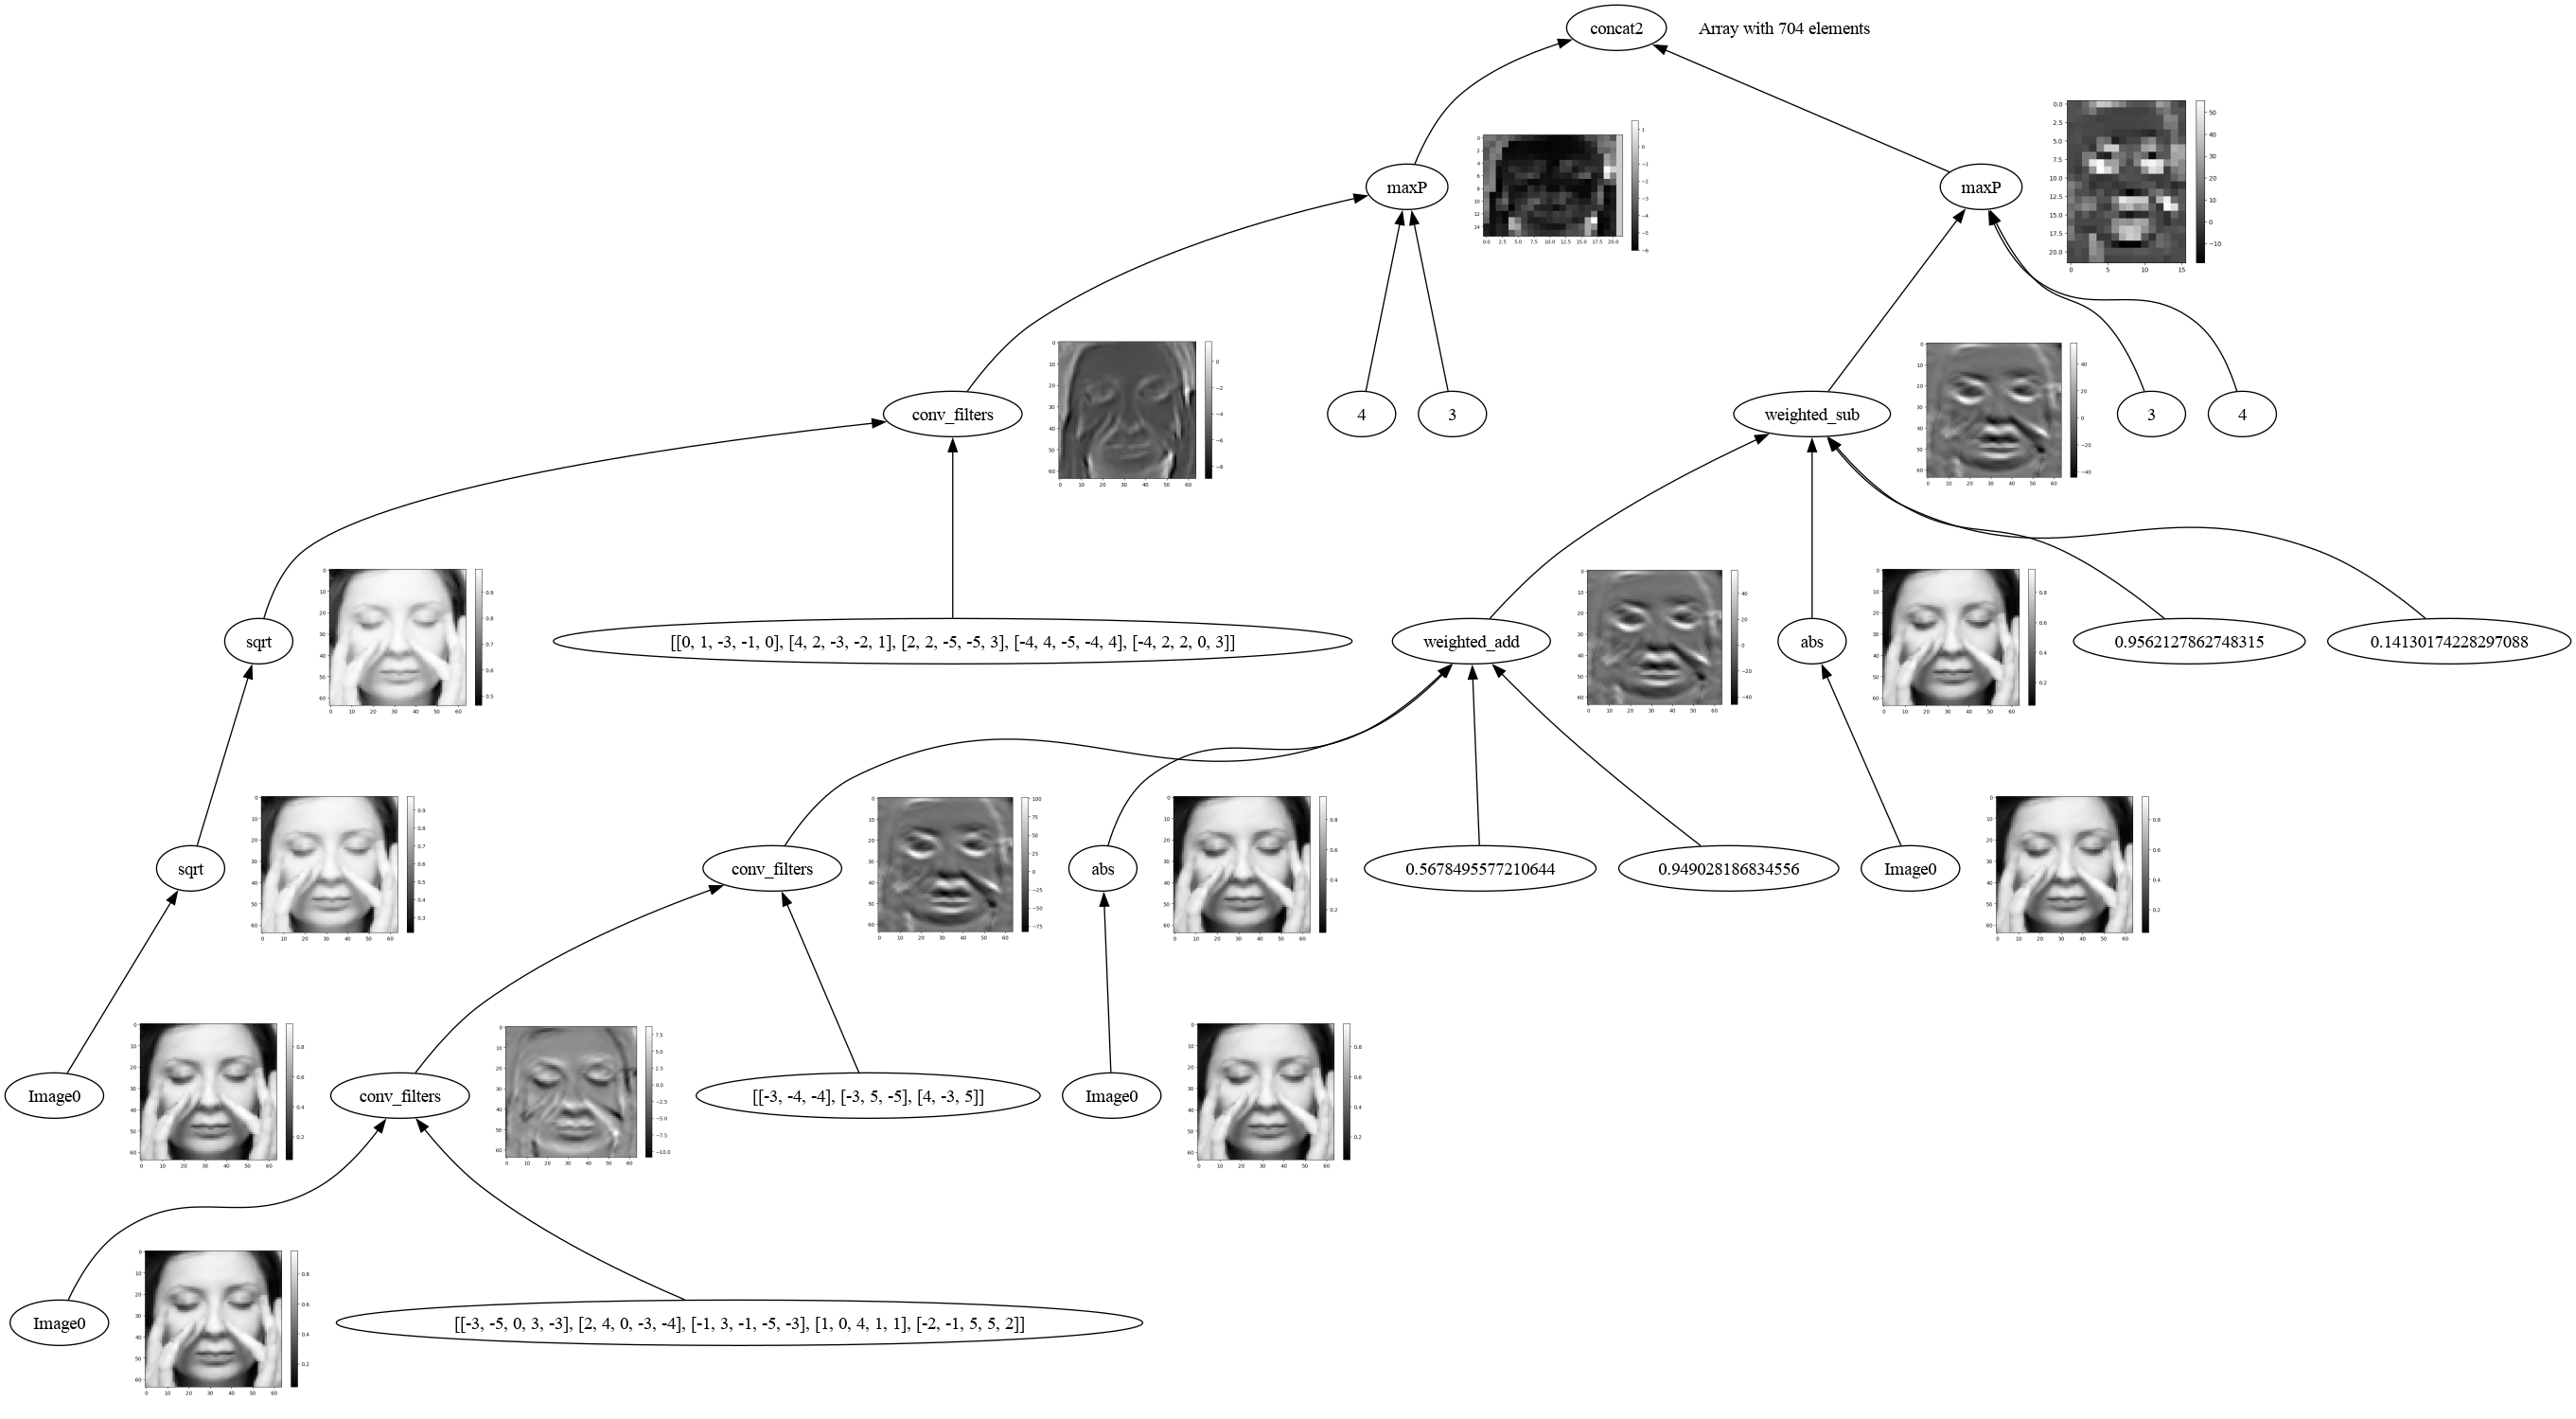 concat2
Array with 704 elements
maxP
maxP
conv_filters
4
3
weighted_sub
3
4
sqrt
[[0, 1, -3, -1, 0], [4, 2, -3, -2, 1], [2, 2, -5, -5, 3], [-4, 4, -5, -4, 4], [-4, 2, 2, 0, 3]]
weighted_add
abs
0.9562127862748315
0.14130174228297088
sqrt
conv_filters
abs
0.5678495577210644
0.949028186834556
Image0
Image0
conv_filters
[[-3, -4, -4], [-3, 5, -5], [4, -3, 5]]
Image0
Image0
[[-3, -5, 0, 3, -3], [2, 4, 0, -3, -4], [-1, 3, -1, -5, -3], [1, 0, 4, 1, 1], [-2, -1, 5, 5, 2]]